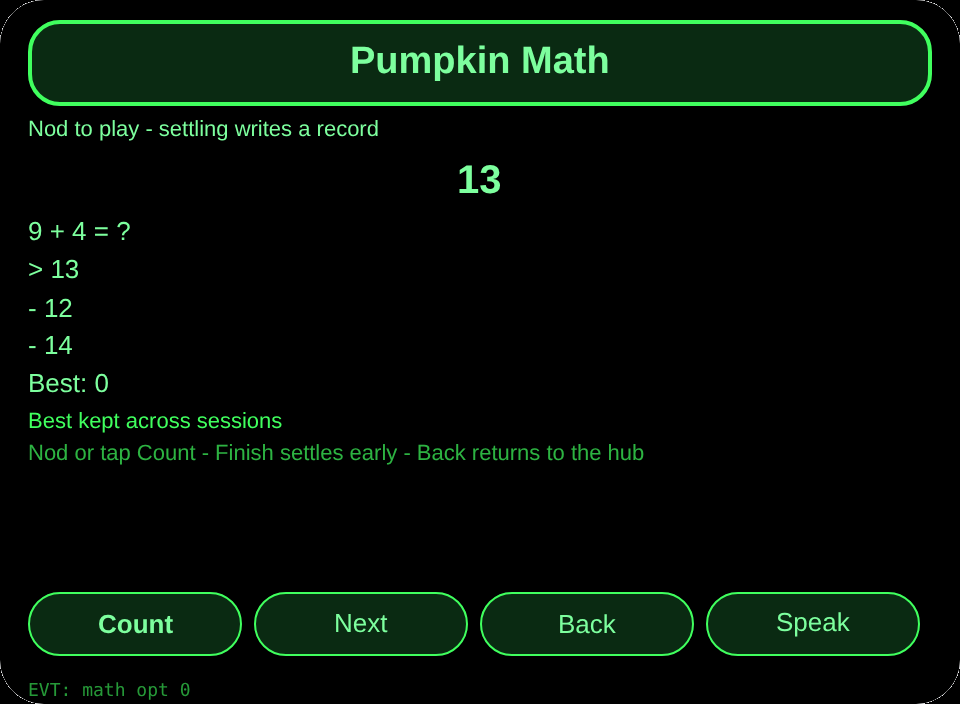 Pumpkin Math
Nod to play - settling writes a record
13
9 + 4 = ?
> 13
- 12
- 14
Best: 0
Best kept across sessions
Nod or tap Count - Finish settles early - Back returns to the hub
Count Next Back Speak
EVT: math opt 0